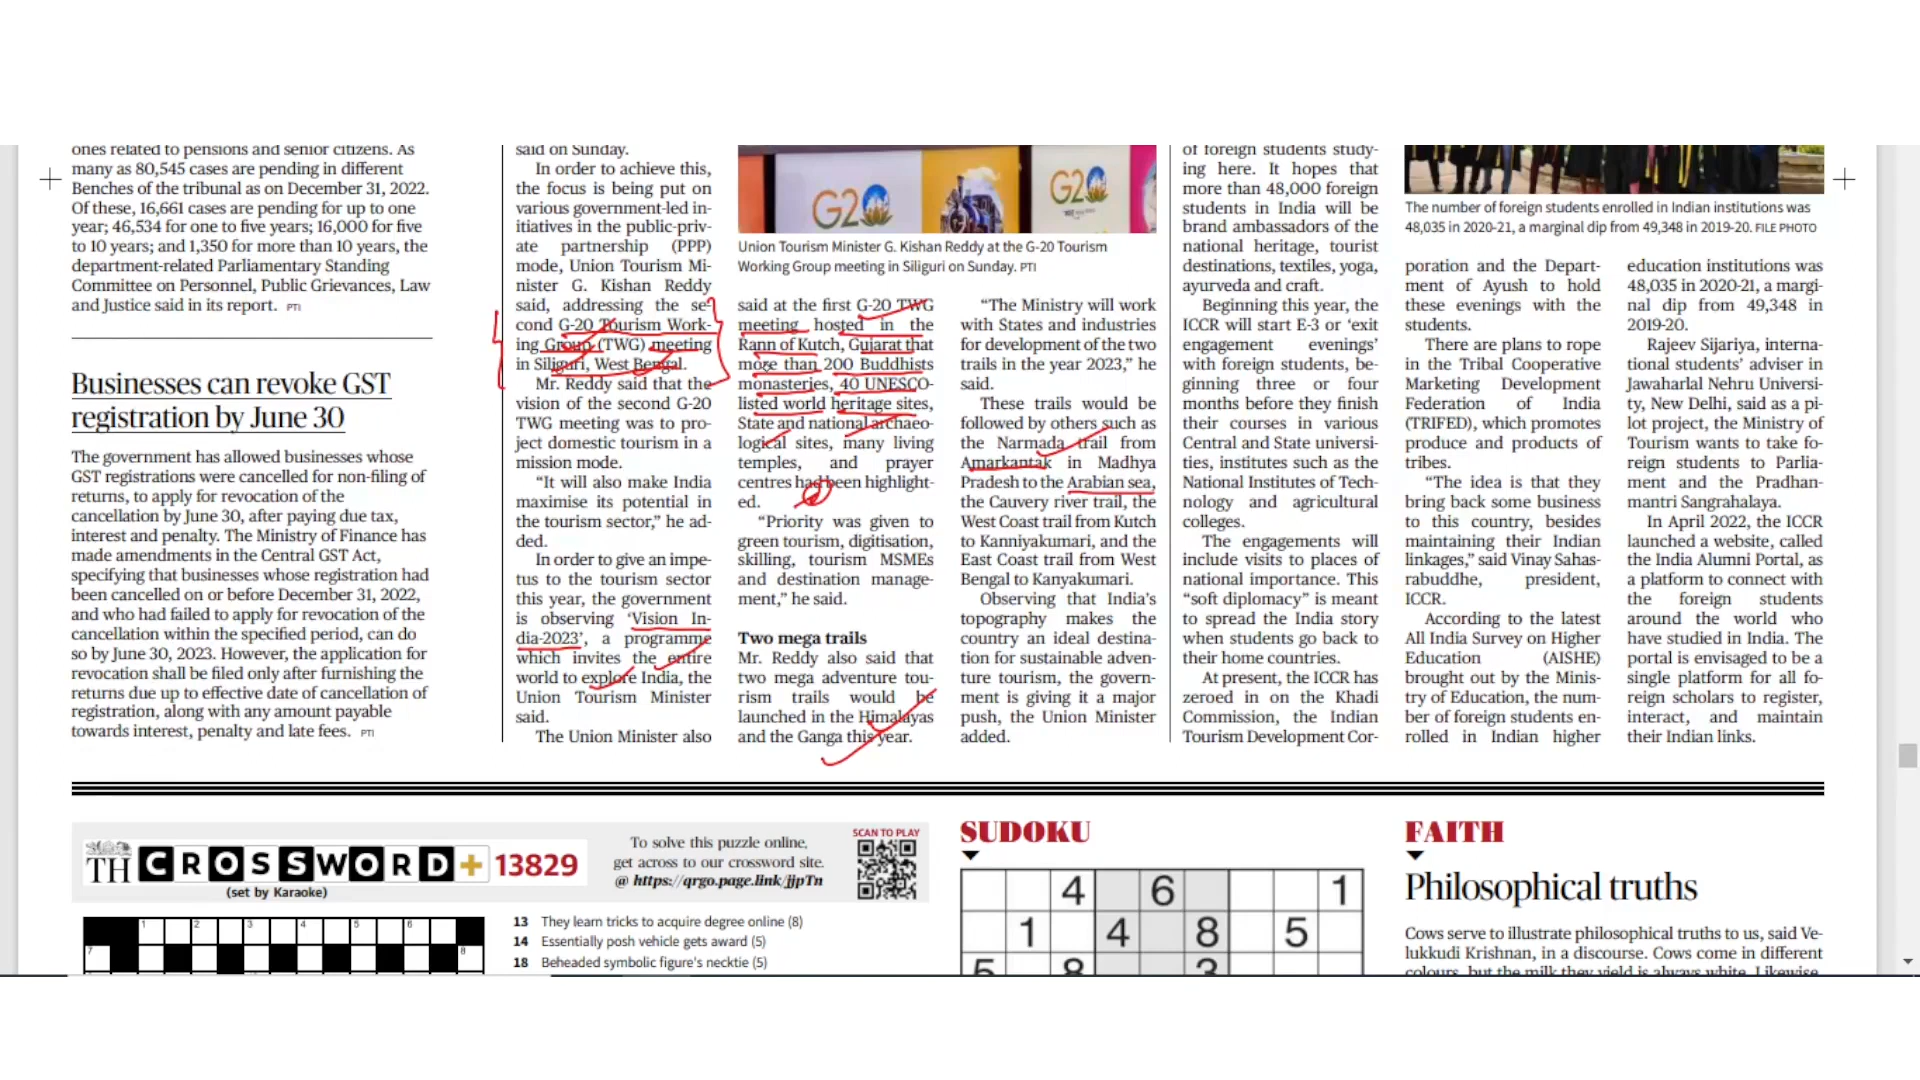 ones related to pensions and senior citizens. As
many as 80,545 cases are pending in different
Benches of the tribunal as on December 31, 2022.
Of these, 16,661 cases are pending for up to one
year; 46,534 for one to five years; 16,000 for five
to 10 years; and 1,350 for more than 10 years, the
department-related Parliamentary Standing
Committee on Personnel, Public Grievances, Law
and Justice said in its report. PTI
Businesses can revoke GST
registration by June 30
The government has allowed businesses whose
GST registrations were cancelled for non-filing of
returns, to apply for revocation of the
cancellation by June 30, after paying due tax,
interest and penalty. The Ministry of Finance has
made amendments in the Central GST Act,
specifying that businesses whose registration had
been cancelled on or before December 31, 2022,
and who had failed to apply for revocation of the
cancellation within the specified period, can do
so by June 30, 2023. However, the application for
revocation shall be filed only after furnishing the
returns due up to effective date of cancellation of
registration, along with any amount payable
towards interest, penalty and late fees. PTI
said on Sunday.
In order to achieve this,
the focus is being put on
various government-led in-
itiatives in the public-priv-
ate partnership (PPP)
mode, Union Tourism Mi-
nister G. Kishan Reddy
said, addressing the se-
cond G-20 Tourism Work-
ing Group (TWG) meeting
in Siliguri, West Bengal.
Mr. Reddy said that the
vision of the second G-20
TWG meeting was to pro-
ject domestic tourism in a
mission mode.
“It will also make India
maximise its potential in
the tourism sector,” he ad-
ded.
In order to give an impe-
tus to the tourism sector
this year, the government
is observing ‘Vision In-
dia-2023’, a programme
which invites the entire
world to explore India, the
Union Tourism Minister
said.
The Union Minister also
G20
G20
Union Tourism Minister G. Kishan Reddy at the G-20 Tourism
Working Group meeting in Siliguri on Sunday. PTI
said at the first G-20 TWG
meeting hosted in the
Rann of Kutch, Gujarat that
more than 200 Buddhists
monasteries, 40 UNESCO-
listed world heritage sites,
State and national archaeo-
logical sites, many living
temples, and prayer
centres had been highlight-
ed.
“Priority was given to
green tourism, digitisation,
skilling, tourism MSMEs
and destination manage-
ment,” he said.
Two mega trails
Mr. Reddy also said that
two mega adventure tou-
rism trails would be
launched in the Himalayas
and the Ganga this year.
“The Ministry will work
with States and industries
for development of the two
trails in the year 2023,” he
said.
These trails would be
followed by others such as
the Narmada trail from
Amarkantak in Madhya
Pradesh to the Arabian sea,
the Cauvery river trail, the
West Coast trail from Kutch
to Kanniyakumari, and the
East Coast trail from West
Bengal to Kanyakumari.
Observing that India’s
topography makes the
country an ideal destina-
tion for sustainable adven-
ture tourism, the govern-
ment is giving it a major
push, the Union Minister
added.
of foreign students study-
ing here. It hopes that
more than 48,000 foreign
students in India will be
brand ambassadors of the
national heritage, tourist
destinations, textiles, yoga,
ayurveda and craft.
Beginning this year, the
ICCR will start E-3 or ‘exit
engagement evenings’
with foreign students, be-
ginning three or four
months before they finish
their courses in various
Central and State universi-
ties, institutes such as the
National Institutes of Tech-
nology and agricultural
colleges.
The engagements will
include visits to places of
national importance. This
“soft diplomacy” is meant
to spread the India story
when students go back to
their home countries.
At present, the ICCR has
zeroed in on the Khadi
Commission, the Indian
Tourism Development Cor-
The number of foreign students enrolled in Indian institutions was
48,035 in 2020-21, a marginal dip from 49,348 in 2019-20. FILE PHOTO
poration and the Depart-
ment of Ayush to hold
these evenings with the
students.
There are plans to rope
in the Tribal Cooperative
Marketing Development
Federation of India
(TRIFED), which promotes
produce and products of
tribes.
“The idea is that they
bring back some business
to this country, besides
maintaining their Indian
linkages,” said Vinay Sahas-
rabuddhe, president,
ICCR.
According to the latest
All India Survey on Higher
Education (AISHE)
brought out by the Minis-
try of Education, the num-
ber of foreign students en-
rolled in Indian higher
education institutions was
48,035 in 2020-21, a margi-
nal dip from 49,348 in
2019-20.
Rajeev Sijariya, interna-
tional students’ adviser in
Jawaharlal Nehru Universi-
ty, New Delhi, said as a pi-
lot project, the Ministry of
Tourism wants to take fo-
reign students to Parlia-
ment and the Pradhan-
mantri Sangrahalaya.
In April 2022, the ICCR
launched a website, called
the India Alumni Portal, as
a platform to connect with
the foreign students
around the world who
have studied in India. The
portal is envisaged to be a
single platform for all fo-
reign scholars to register,
interact, and maintain
their Indian links.
TH CROSSWORD+ 13829
(set by Karaoke)
To solve this puzzle online,
get across to our crossword site.
@ https://qrgo.page.link/jjpTn
SCAN TO PLAY
1 2 3 4 5 6
7 8
13 They learn tricks to acquire degree online (8)
14 Essentially posh vehicle gets award (5)
18 Beheaded symbolic figure's necktie (5)
SUDOKU
4 6 1
1 4 8 5
5 8 3
FAITH
Philosophical truths
Cows serve to illustrate philosophical truths to us, said Ve-
lukkudi Krishnan, in a discourse. Cows come in different
colours, but the milk they yield is always white. Likewise,